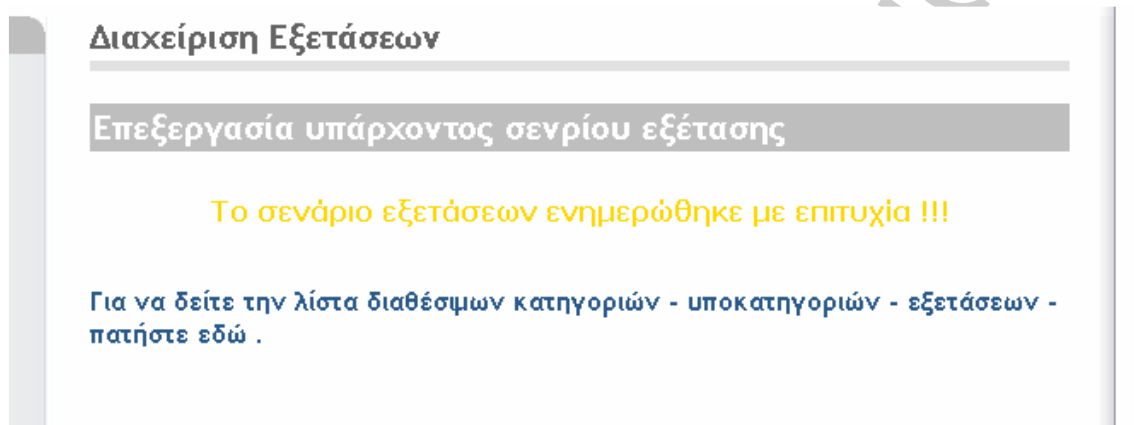 Διαχείριση Εξετάσεων
Επεξεργασία υπάρχοντος σενρίου εξέτασης
Το σενάριο εξετάσεων ενημερώθηκε με επιτυχία !!!
Για να δείτε την λίστα διαθέσιμων κατηγοριών - υποκατηγοριών - εξετάσεων -
πατήστε εδώ .